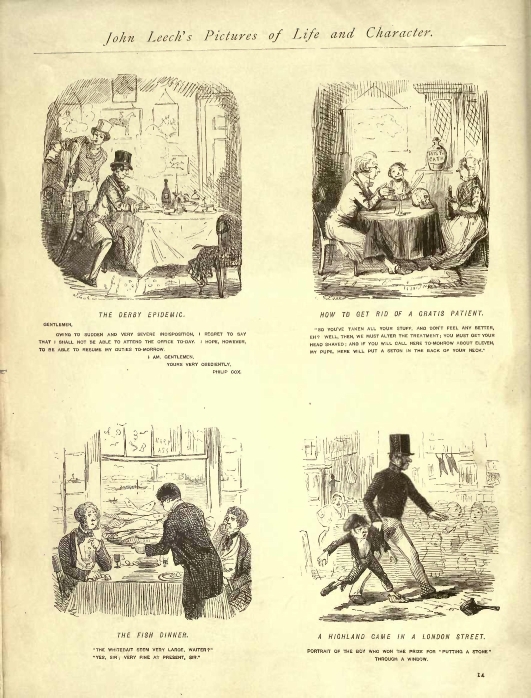 John Leech's Pictures of Life and Character.
THE DERBY EPIDEMIC.
GENTLEMEN,
OWING TO SUDDEN AND VERY SEVERE INDISPOSITION, I REGRET TO SAY
THAT I SHALL NOT BE ABLE TO ATTEND THE OFFICE TO-DAY. I HOPE, HOWEVER,
TO BE ABLE TO RESUME MY DUTIES TO-MORROW.
I AM, GENTLEMEN,
YOURS VERY OBEDIENTLY,
PHILIP COX.
HOW TO GET RID OF A GRATIS PATIENT.
"SO YOU'VE TAKEN ALL YOUR STUFF, AND DON'T FEEL ANY BETTER,
EH? WELL, THEN, WE MUST ALTER THE TREATMENT; YOU MUST GET YOUR
HEAD SHAVED; AND IF YOU WILL CALL HERE TO-MORROW ABOUT ELEVEN,
MY PUPIL HERE WILL PUT A SETON IN THE BACK OF YOUR NECK."
THE FISH DINNER.
"THE WHITEBAIT SEEM VERY LARGE, WAITER?"
"YES, SIR; VERY FINE AT PRESENT, SIR."
A HIGHLAND GAME IN A LONDON STREET.
PORTRAIT OF THE BOY WHO WON THE PRIZE FOR "PUTTING A STONE"
THROUGH A WINDOW.
14